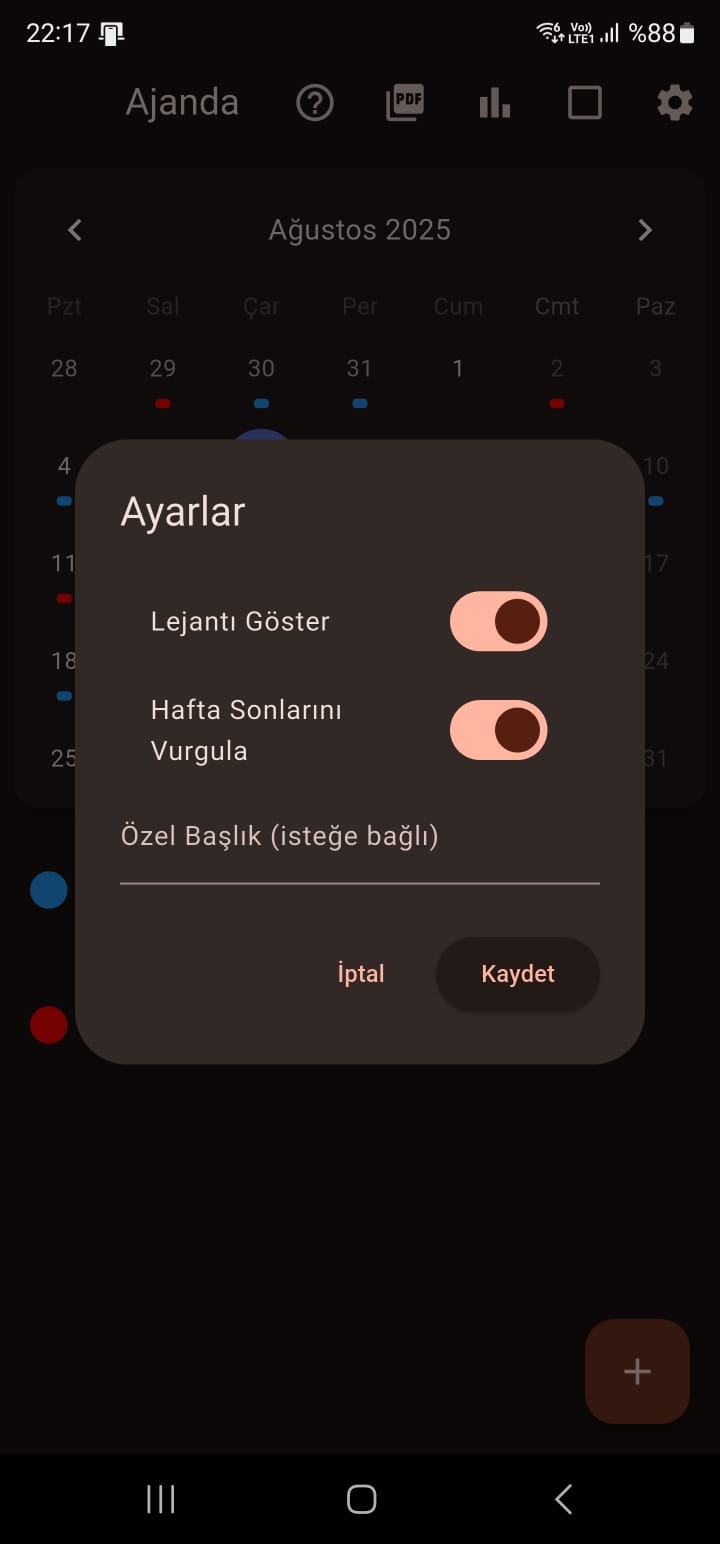 22:17 6 Vo)) LTE1 %88
Ajanda ? PDF
Ağustos 2025
Pzt Sal Çar Per Cum Cmt Paz
28 29 30 31 1 2 3
4 10
11 17
18 24
25 31
Ayarlar
Lejantı Göster
Hafta Sonlarını
Vurgula
Özel Başlık (isteğe bağlı)
İptal Kaydet